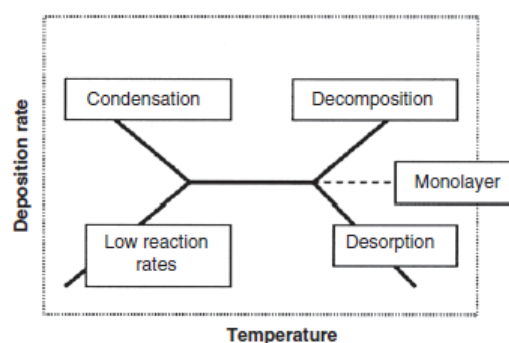 Deposition rate
Condensation
Decomposition
Monolayer
Low reaction
rates
Desorption
Temperature